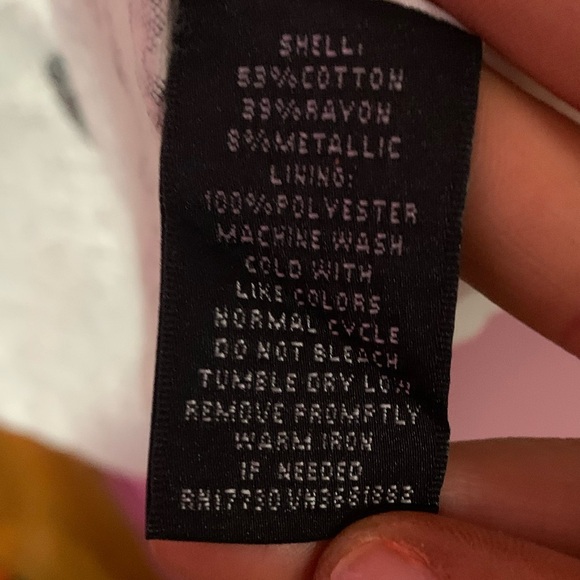 SHELL:
53%COTTON
39%RAYON
8%METALLIC
LINING:
100%POLYESTER
MACHINE WASH
COLD WITH
LIKE COLORS
NORMAL CYCLE
DO NOT BLEACH
TUMBLE DRY LOW
REMOVE PROMPTLY
WARM IRON
IF NEEDED
RN17730